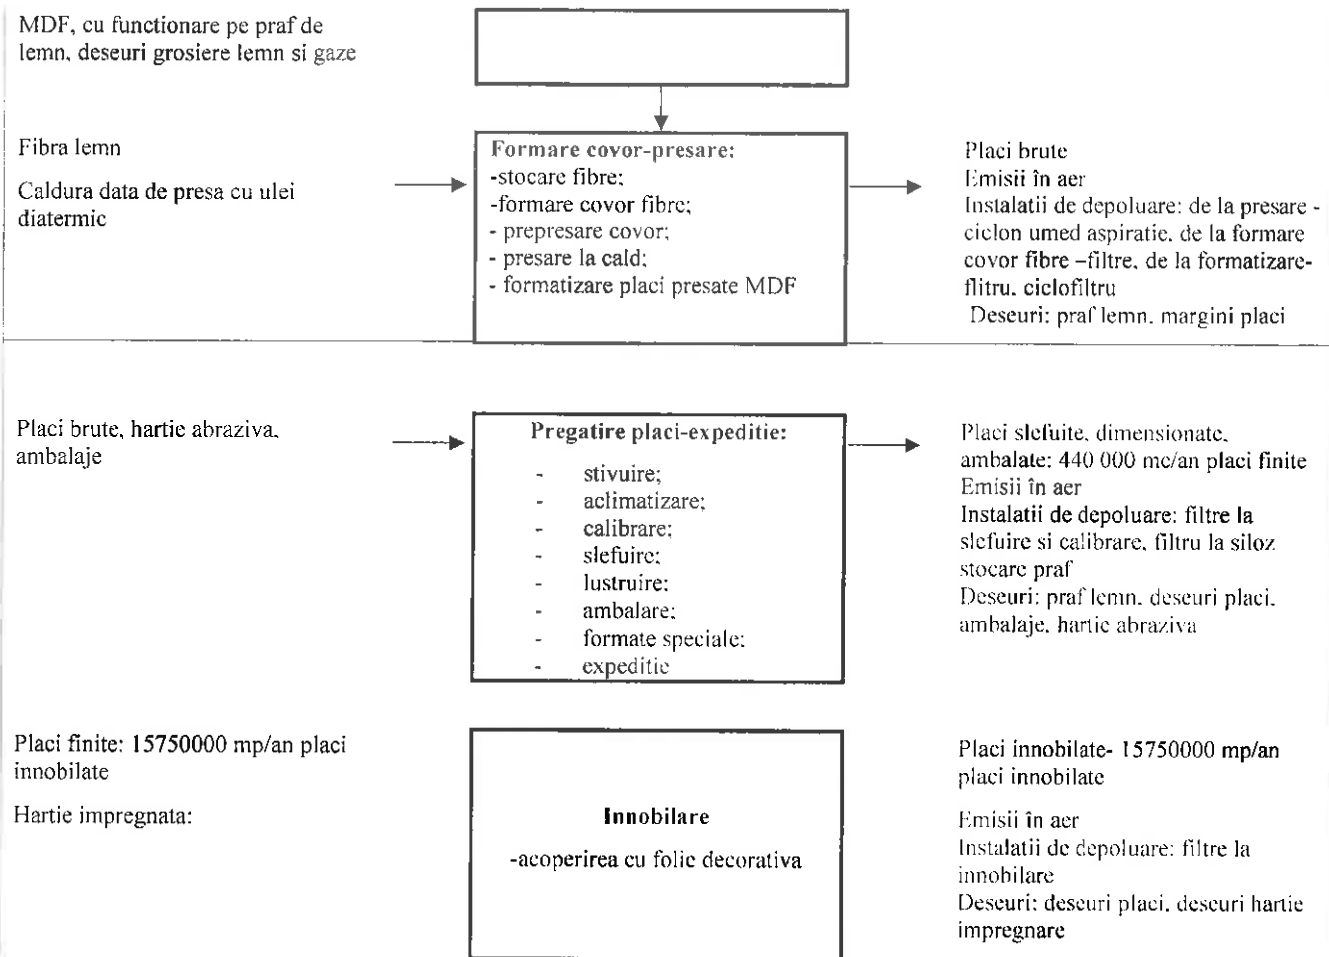 MDF, cu functionare pe praf de
lemn, deseuri grosiere lemn si gaze
Fibra lemn
Caldura data de presa cu ulei
diatermic
Formare covor-presare:
-stocare fibre;
-formare covor fibre;
- prepresare covor;
- presare la cald;
- formatizare placi presate MDF
Placi brute
Emisii în aer
Instalatii de depoluare: de la presare -
ciclon umed aspiratie, de la formare
covor fibre –filtre, de la formatizare-
flitru, ciclofiltru
Deseuri: praf lemn, margini placi
Placi brute, hartie abraziva,
ambalaje
Pregatire placi-expeditie:
- stivuire;
- aclimatizare;
- calibrare;
- slefuire;
- lustruire;
- ambalare;
- formate speciale;
- expeditie
Placi slefuite, dimensionate,
ambalate: 440 000 mc/an placi finite
Emisii în aer
Instalatii de depoluare: filtre la
slefuire si calibrare, filtru la siloz
stocare praf
Deseuri: praf lemn, deseuri placi,
ambalaje, hartie abraziva
Placi finite: 15750000 mp/an placi
innobilate
Hartie impregnata:
Innobilare
-acoperirea cu folie decorativa
Placi innobilate- 15750000 mp/an
placi innobilate
Emisii în aer
Instalatii de depoluare: filtre la
innobilare
Deseuri: deseuri placi, deseuri hartie
impregnare